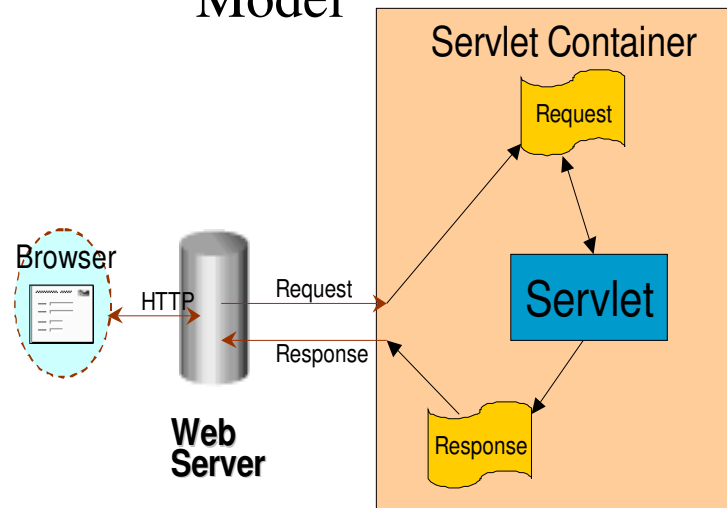 Model
Servlet Container
Request
Browser
HTTP
Request
Servlet
Response
Web
Server
Response